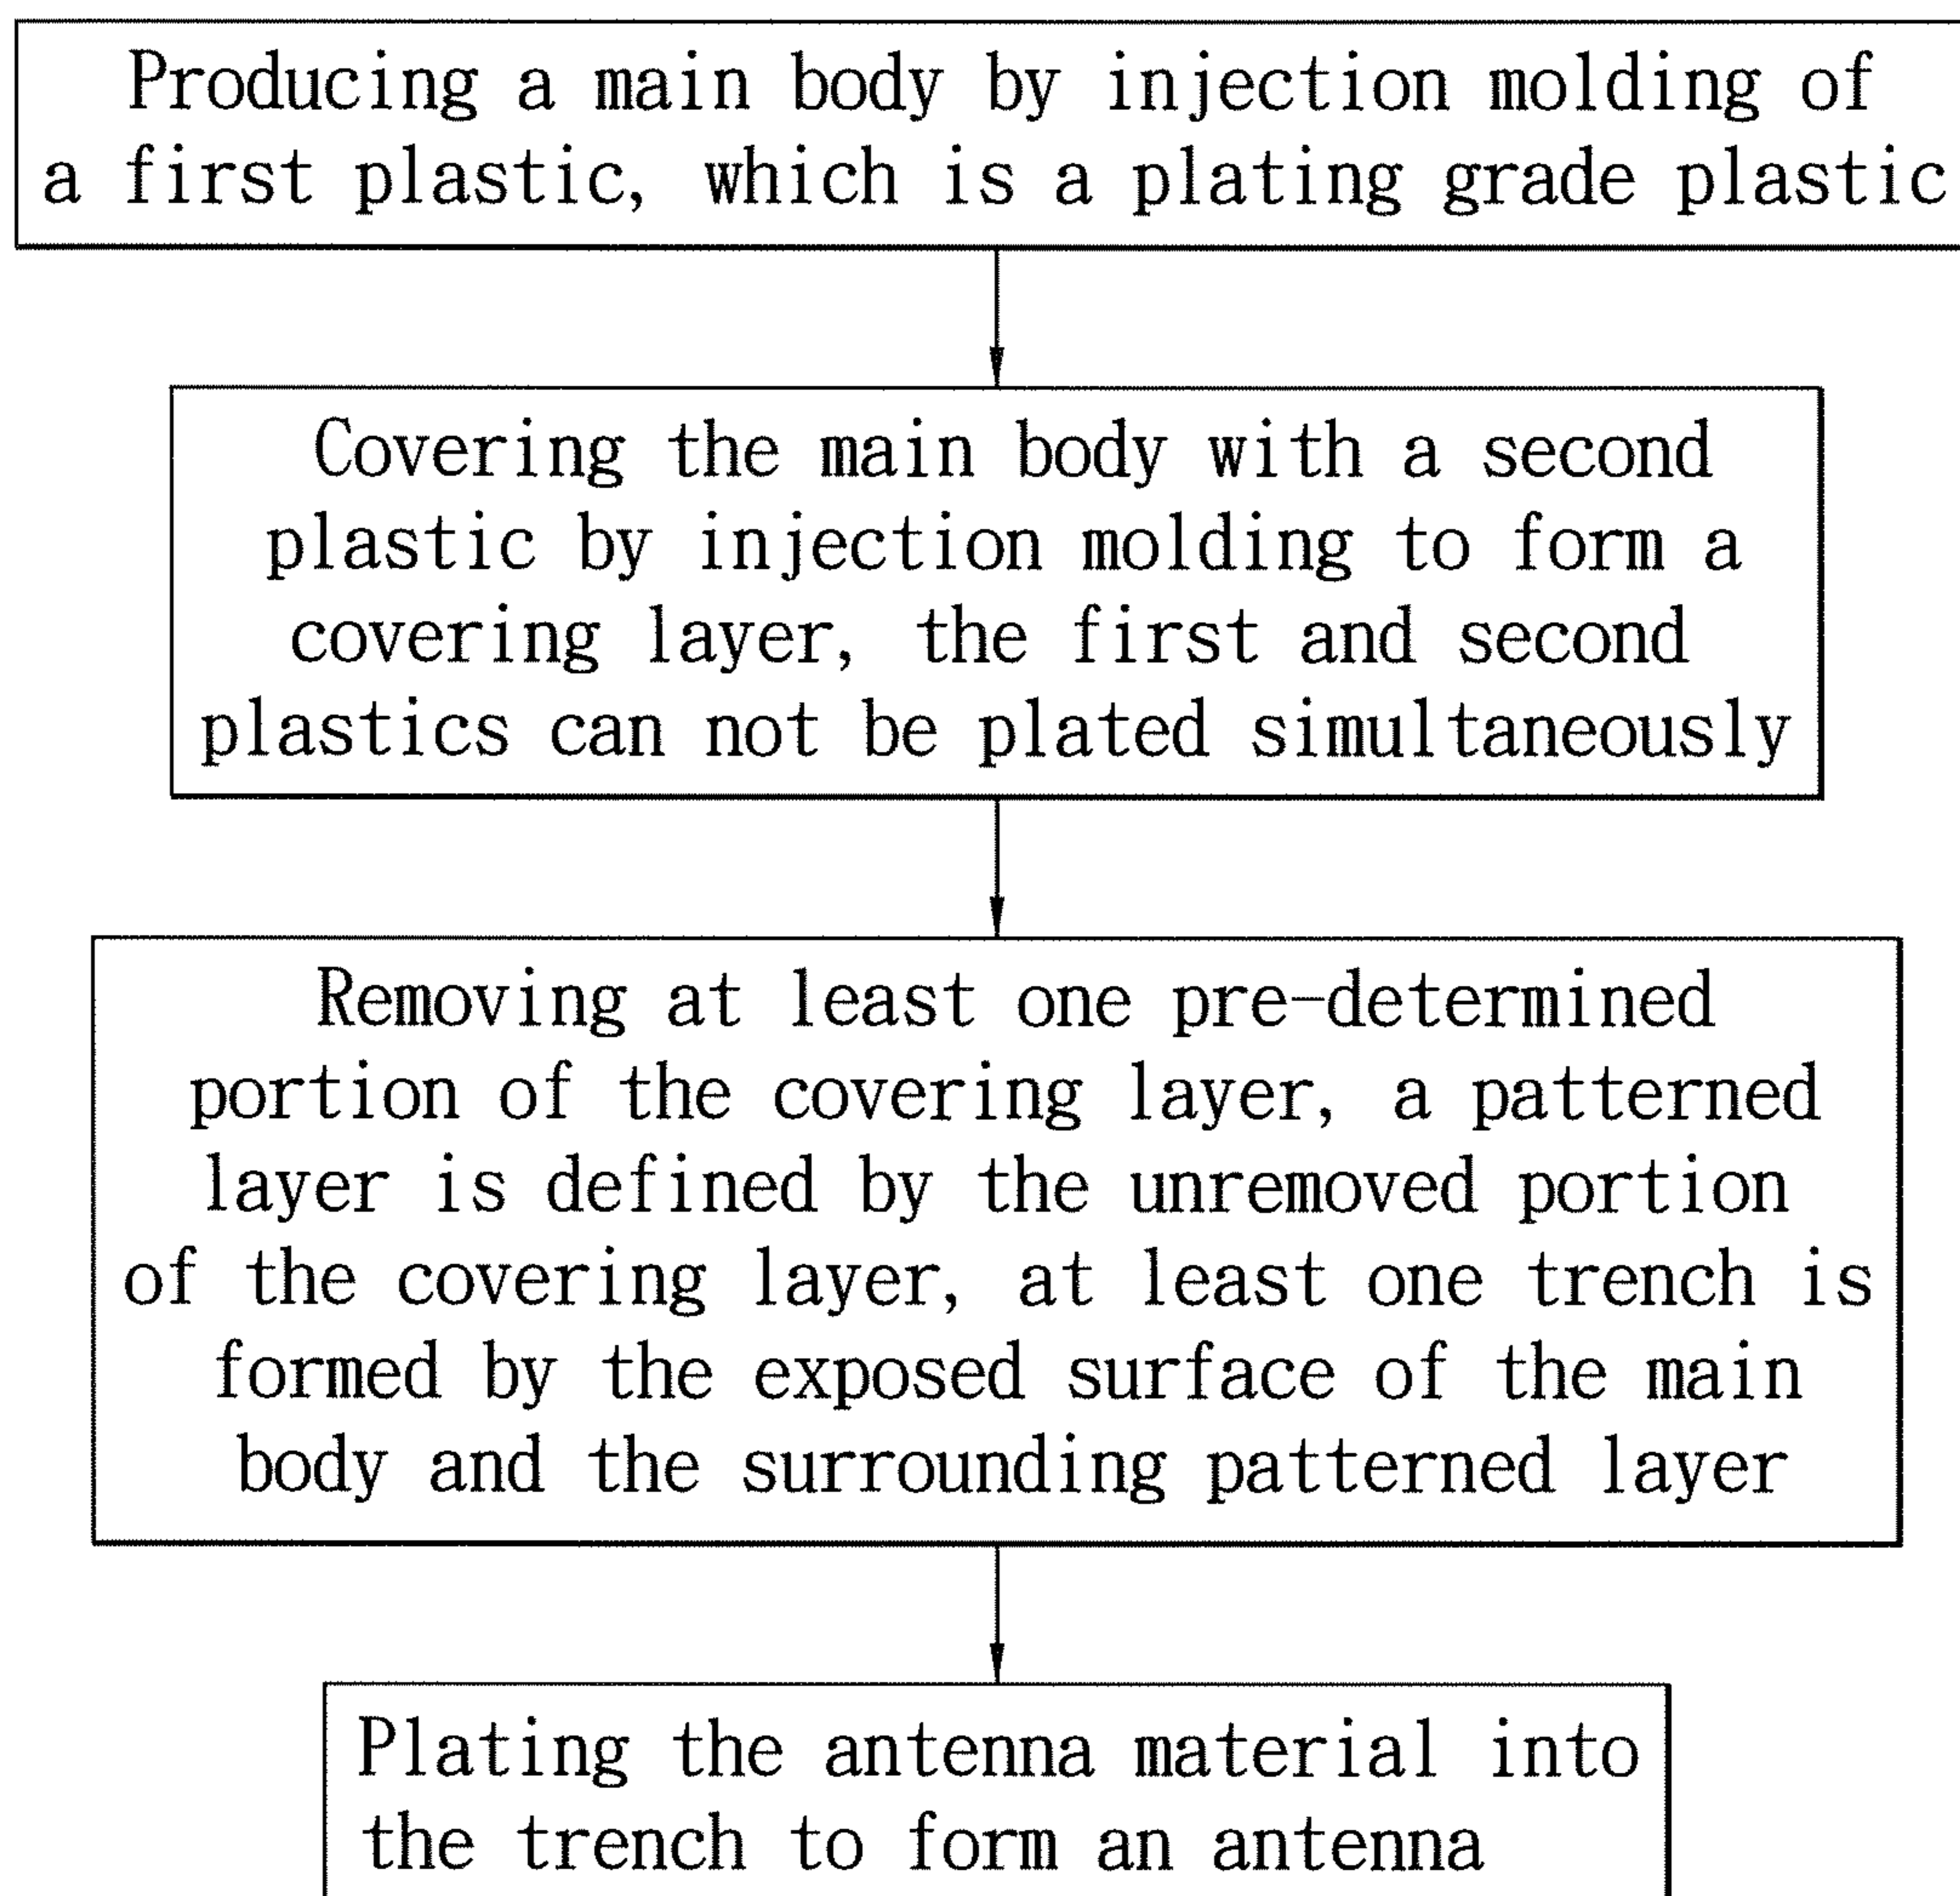 Producing a main body by injection molding of
a first plastic, which is a plating grade plastic
Covering the main body with a second
plastic by injection molding to form a
covering layer, the first and second
plastics can not be plated simultaneously
Removing at least one pre-determined
portion of the covering layer, a patterned
layer is defined by the unremoved portion
of the covering layer, at least one trench is
formed by the exposed surface of the main
body and the surrounding patterned layer
Plating the antenna material into
the trench to form an antenna